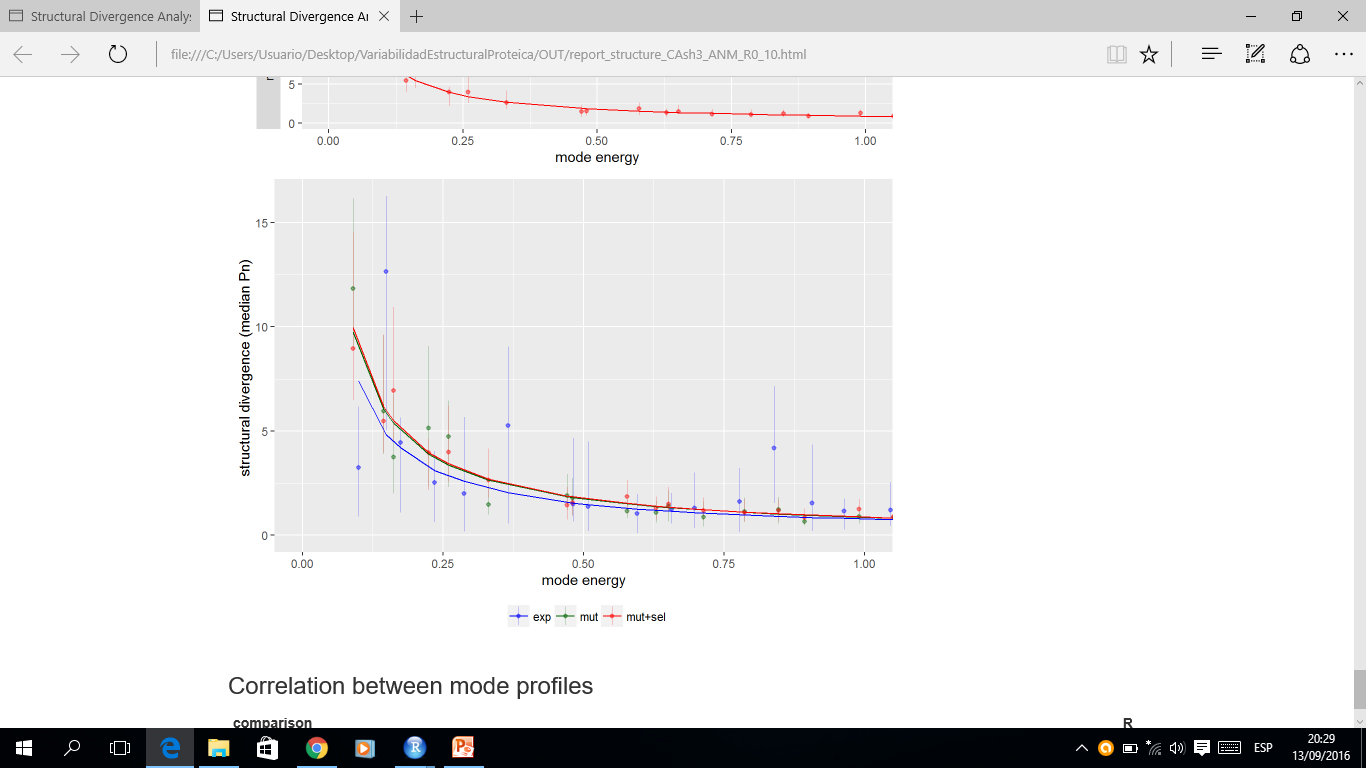 Structural Divergence Analys
Structural Divergence Ar
file:///C:/Users/Usuario/Desktop/VariabilidadEstructuralProteica/OUT/report_structure_CAsh3_ANM_R0_10.html
5
0
0.00 0.25 0.50 0.75 1.00
mode energy
15
10
5
0
structural divergence (median Pn)
0.00 0.25 0.50 0.75 1.00
mode energy
exp mut mut+sel
Correlation between mode profiles
comparison R
ESP
20:29
13/09/2016